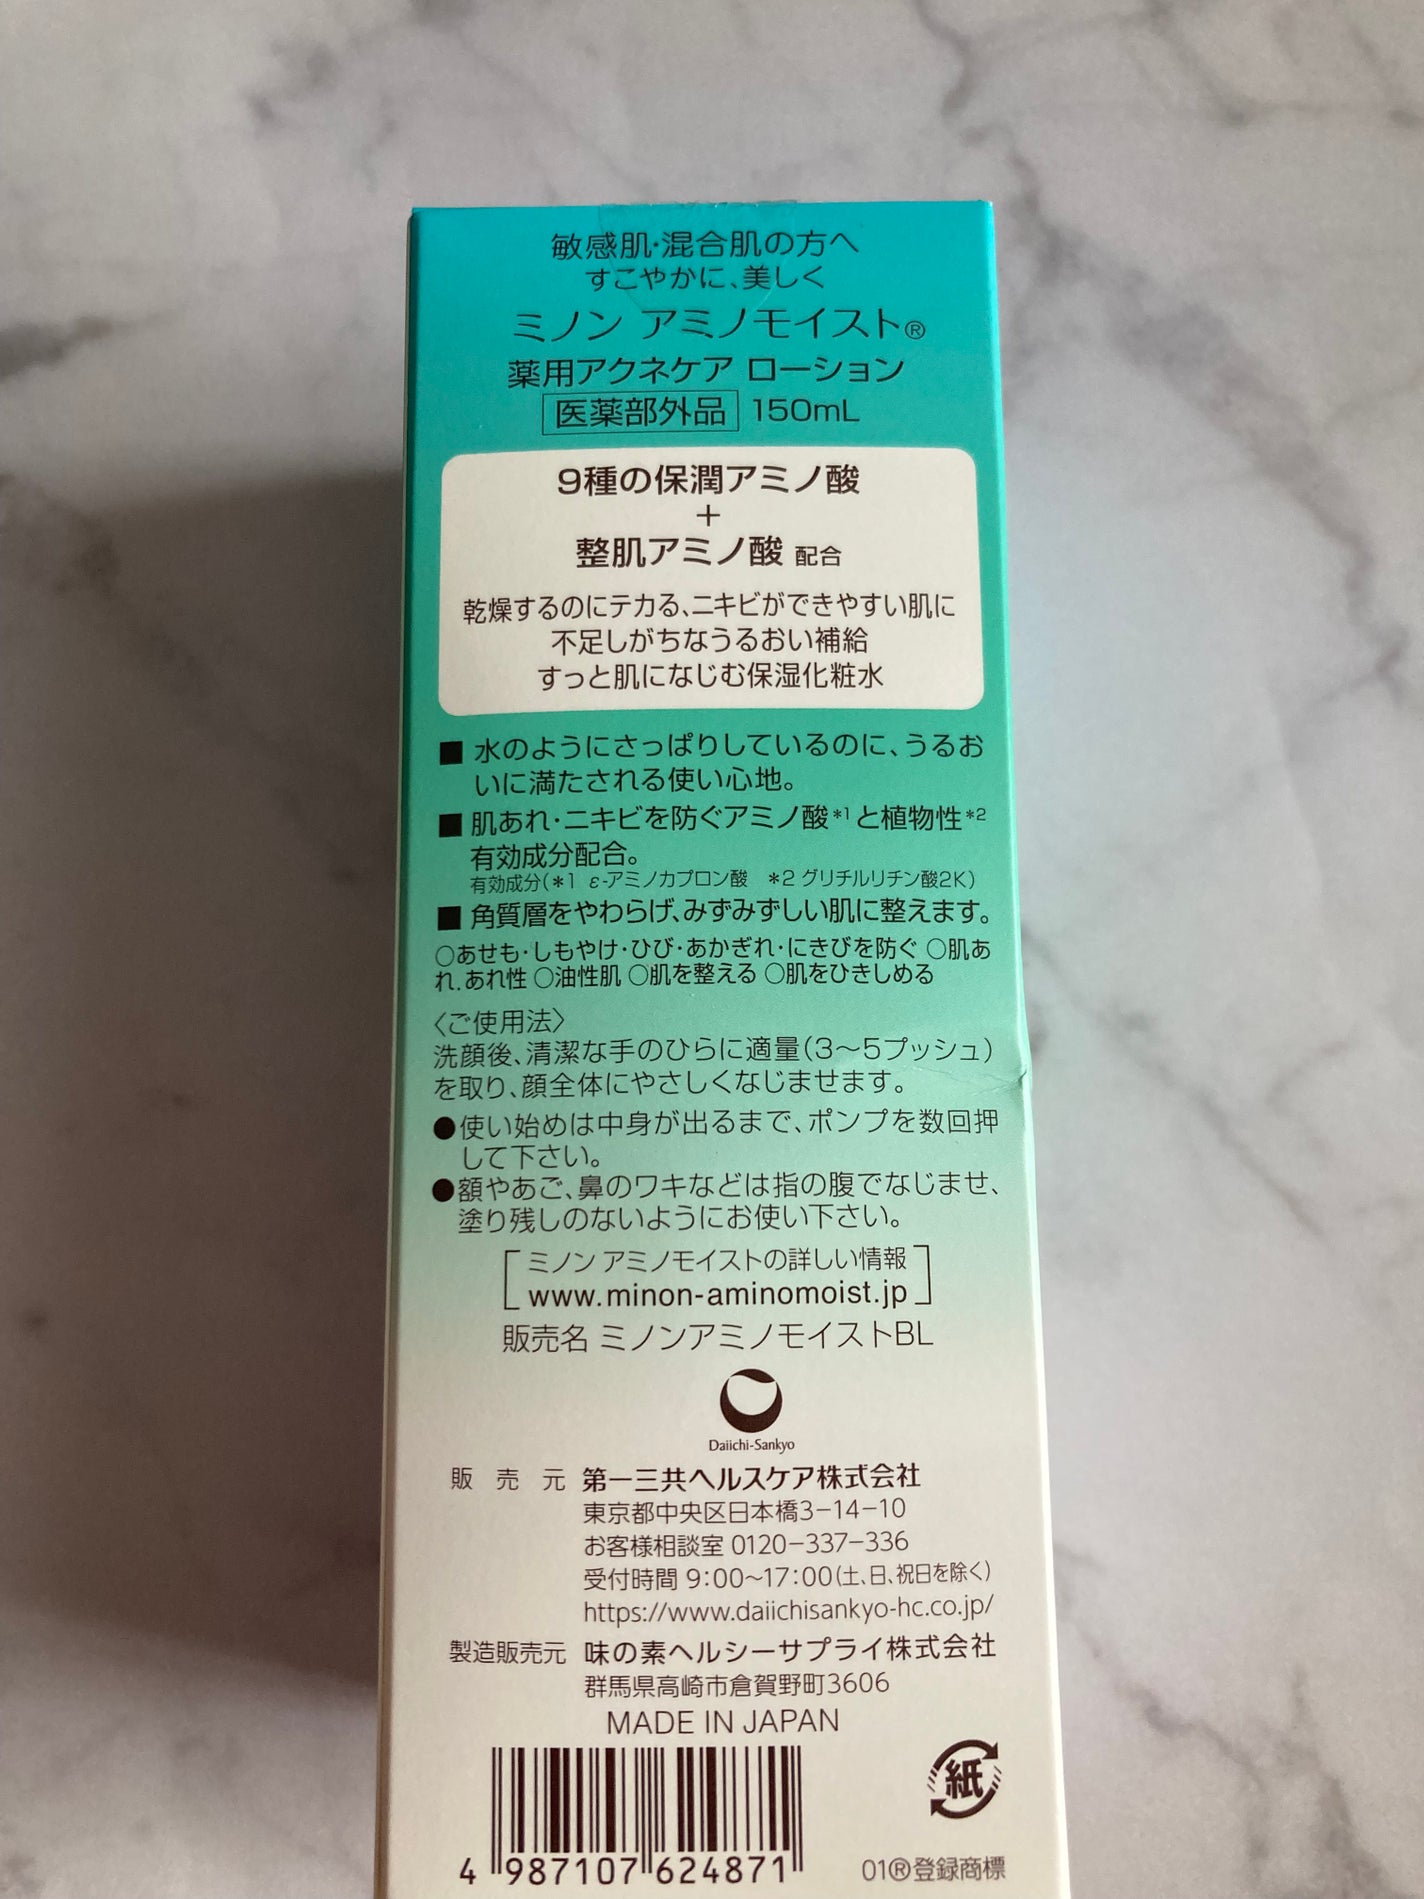 敏感肌・混合肌の方へ
すこやかに、美しく
ミノン アミノモイスト®
薬用アクネケア ローション
医薬部外品 150mL
9種の保潤アミノ酸
+
整肌アミノ酸 配合
乾燥するのにテカる、ニキビができやすい肌に
不足しがちなうるおい補給
すっと肌になじむ保湿化粧水
■ 水のようにさっぱりしているのに、うるお
いに満たされる使い心地。
■ 肌あれ・ニキビを防ぐアミノ酸*1と植物性*2
有効成分配合。
有効成分(*1 ε-アミノカプロン酸 *2 グリチルリチン酸2K)
■ 角質層をやわらげ、みずみずしい肌に整えます。
○あせも・しもやけ・ひび・あかぎれ・にきびを防ぐ ○肌あ
れ.あれ性 ○油性肌 ○肌を整える ○肌をひきしめる
〈ご使用法〉
洗顔後、清潔な手のひらに適量(3〜5プッシュ)
を取り、顔全体にやさしくなじませます。
●使い始めは中身が出るまで、ポンプを数回押
して下さい。
●額やあご、鼻のワキなどは指の腹でなじませ、
塗り残しのないようにお使い下さい。
ミノン アミノモイストの詳しい情報
www.minon-aminomoist.jp
販売名 ミノンアミノモイストBL
Daiichi-Sankyo
販売元 第一三共ヘルスケア株式会社
東京都中央区日本橋3-14-10
お客様相談室 0120-337-336
受付時間 9:00〜17:00(土、日、祝日を除く)
https://www.daiichisankyo-hc.co.jp/
製造販売元 味の素ヘルシーサプライ株式会社
群馬県高崎市倉賀野町3606
MADE IN JAPAN
紙
4 987107 624871
01®登録商標